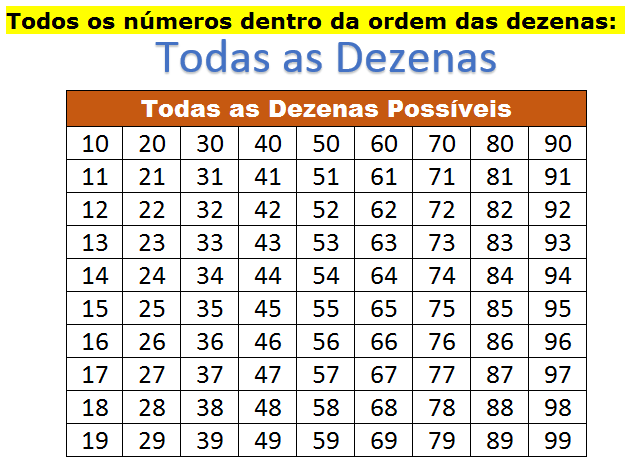 Todos os números dentro da ordem das dezenas:
Todas as Dezenas
Todas as Dezenas Possíveis
10 20 30 40 50 60 70 80 90
11 21 31 41 51 61 71 81 91
12 22 32 42 52 62 72 82 92
13 23 33 43 53 63 73 83 93
14 24 34 44 54 64 74 84 94
15 25 35 45 55 65 75 85 95
16 26 36 46 56 66 76 86 96
17 27 37 47 57 67 77 87 97
18 28 38 48 58 68 78 88 98
19 29 39 49 59 69 79 89 99